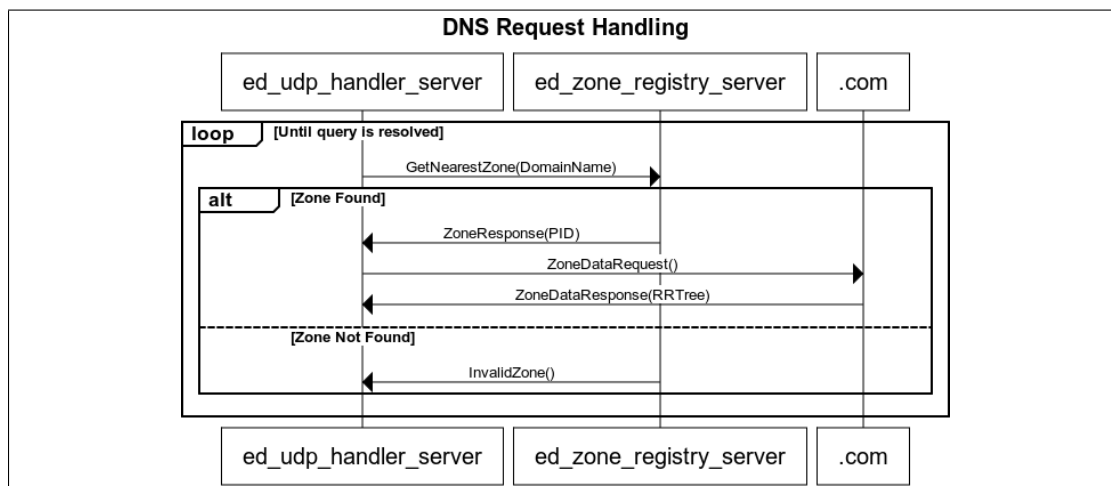 DNS Request Handling
ed_udp_handler_server
ed_zone_registry_server
.com
loop
[Until query is resolved]
GetNearestZone(DomainName)
alt
[Zone Found]
ZoneResponse(PID)
ZoneDataRequest()
ZoneDataResponse(RRTree)
[Zone Not Found]
InvalidZone()
ed_udp_handler_server
ed_zone_registry_server
.com